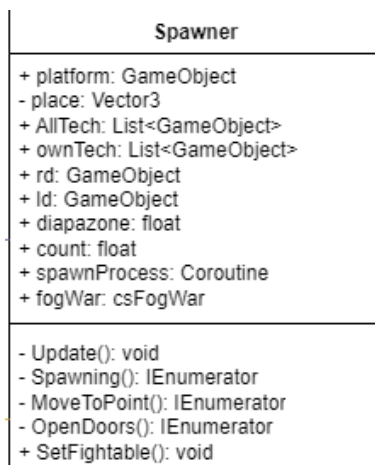 Spawner
+ platform: GameObject
- place: Vector3
+ AllTech: List<GameObject>
+ ownTech: List<GameObject>
+ rd: GameObject
+ ld: GameObject
+ diapazone: float
+ count: float
+ spawnProcess: Coroutine
+ fogWar: csFogWar
- Update(): void
- Spawning(): IEnumerator
- MoveToPoint(): IEnumerator
- OpenDoors(): IEnumerator
+ SetFightable(): void